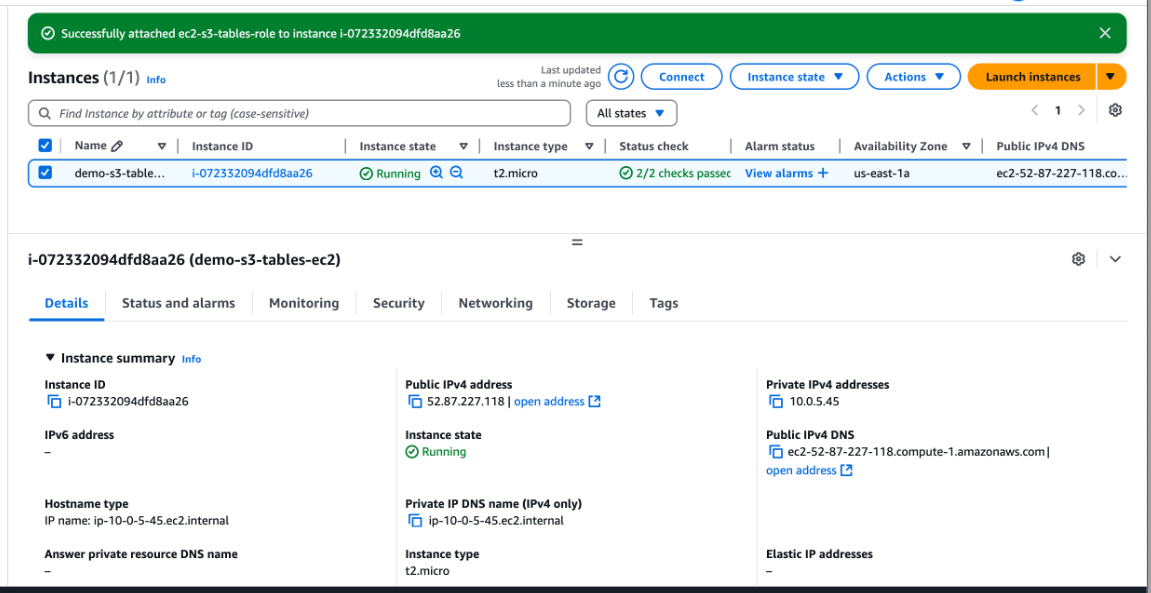 Successfully attached ec2-s3-tables-role to instance i-072332094dfd8aa26
Instances (1/1) Info
Last updated
less than a minute ago
Connect
Instance state
Actions
Launch instances
Find Instance by attribute or tag (case-sensitive)
All states
1
Name Instance ID Instance state Instance type Status check Alarm status Availability Zone Public IPv4 DNS
demo-s3-table... i-072332094dfd8aa26 Running t2.micro 2/2 checks passec View alarms + us-east-1a ec2-52-87-227-118.co...
i-072332094dfd8aa26 (demo-s3-tables-ec2)
Details Status and alarms Monitoring Security Networking Storage Tags
Instance summary Info
Instance ID
i-072332094dfd8aa26
Public IPv4 address
52.87.227.118 | open address
Private IPv4 addresses
10.0.5.45
IPv6 address
–
Instance state
Running
Public IPv4 DNS
ec2-52-87-227-118.compute-1.amazonaws.com |
open address
Hostname type
IP name: ip-10-0-5-45.ec2.internal
Private IP DNS name (IPv4 only)
ip-10-0-5-45.ec2.internal
Answer private resource DNS name
–
Instance type
t2.micro
Elastic IP addresses
–